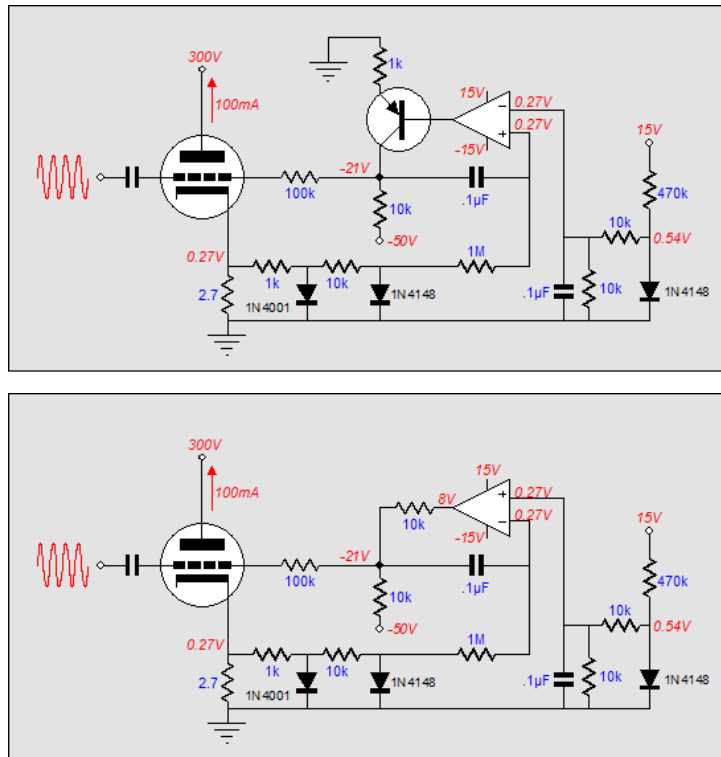 300V
1k
100mA
15V
0.27V
-
+
0.27V
15V
-15V
-21V
100k
.1µF
470k
10k
10k
0.54V
-50V
0.27V
1M
1k
10k
2.7
1N4001
1N4148
.1µF
10k
1N4148
300V
15V
100mA
8V
+
0.27V
-
0.27V
10k
-15V
15V
-21V
100k
.1µF
470k
10k
10k
0.54V
-50V
0.27V
1M
1k
10k
2.7
1N4001
1N4148
.1µF
10k
1N4148